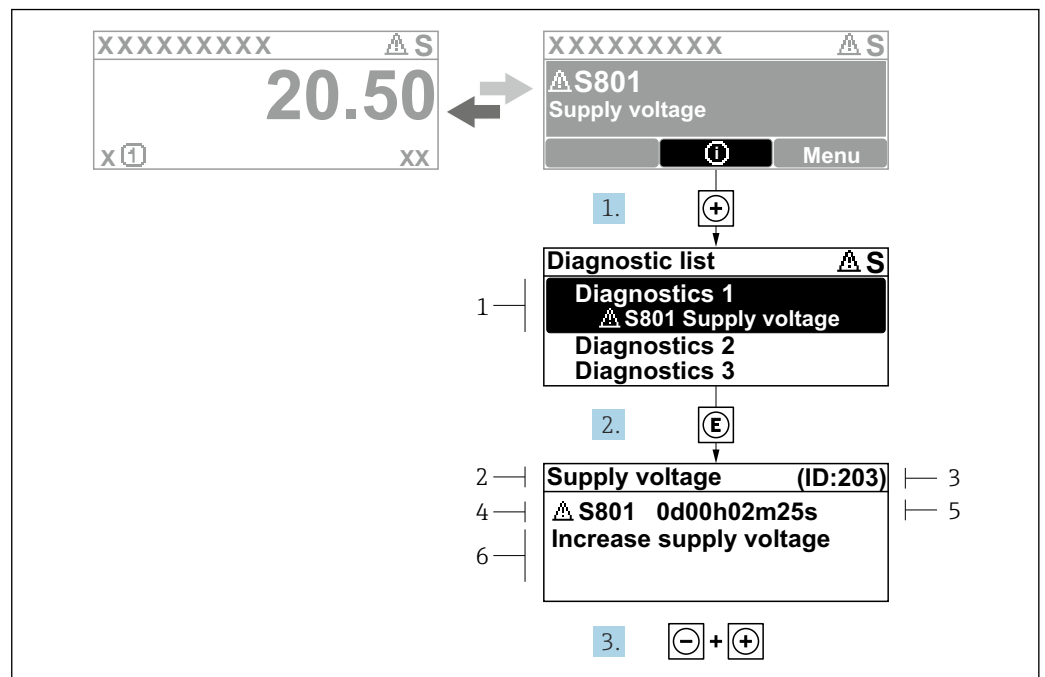 XXXXXXXXX ⚠ S
20.50
x ① xx
XXXXXXXXX ⚠ S
⚠S801
Supply voltage
ⓘ Menu
1. +
Diagnostic list ⚠ S
1 Diagnostics 1
⚠ S801 Supply voltage
Diagnostics 2
Diagnostics 3
2. E
2 Supply voltage (ID:203) 3
4 ⚠ S801 0d00h02m25s 5
6 Increase supply voltage
3. − + +